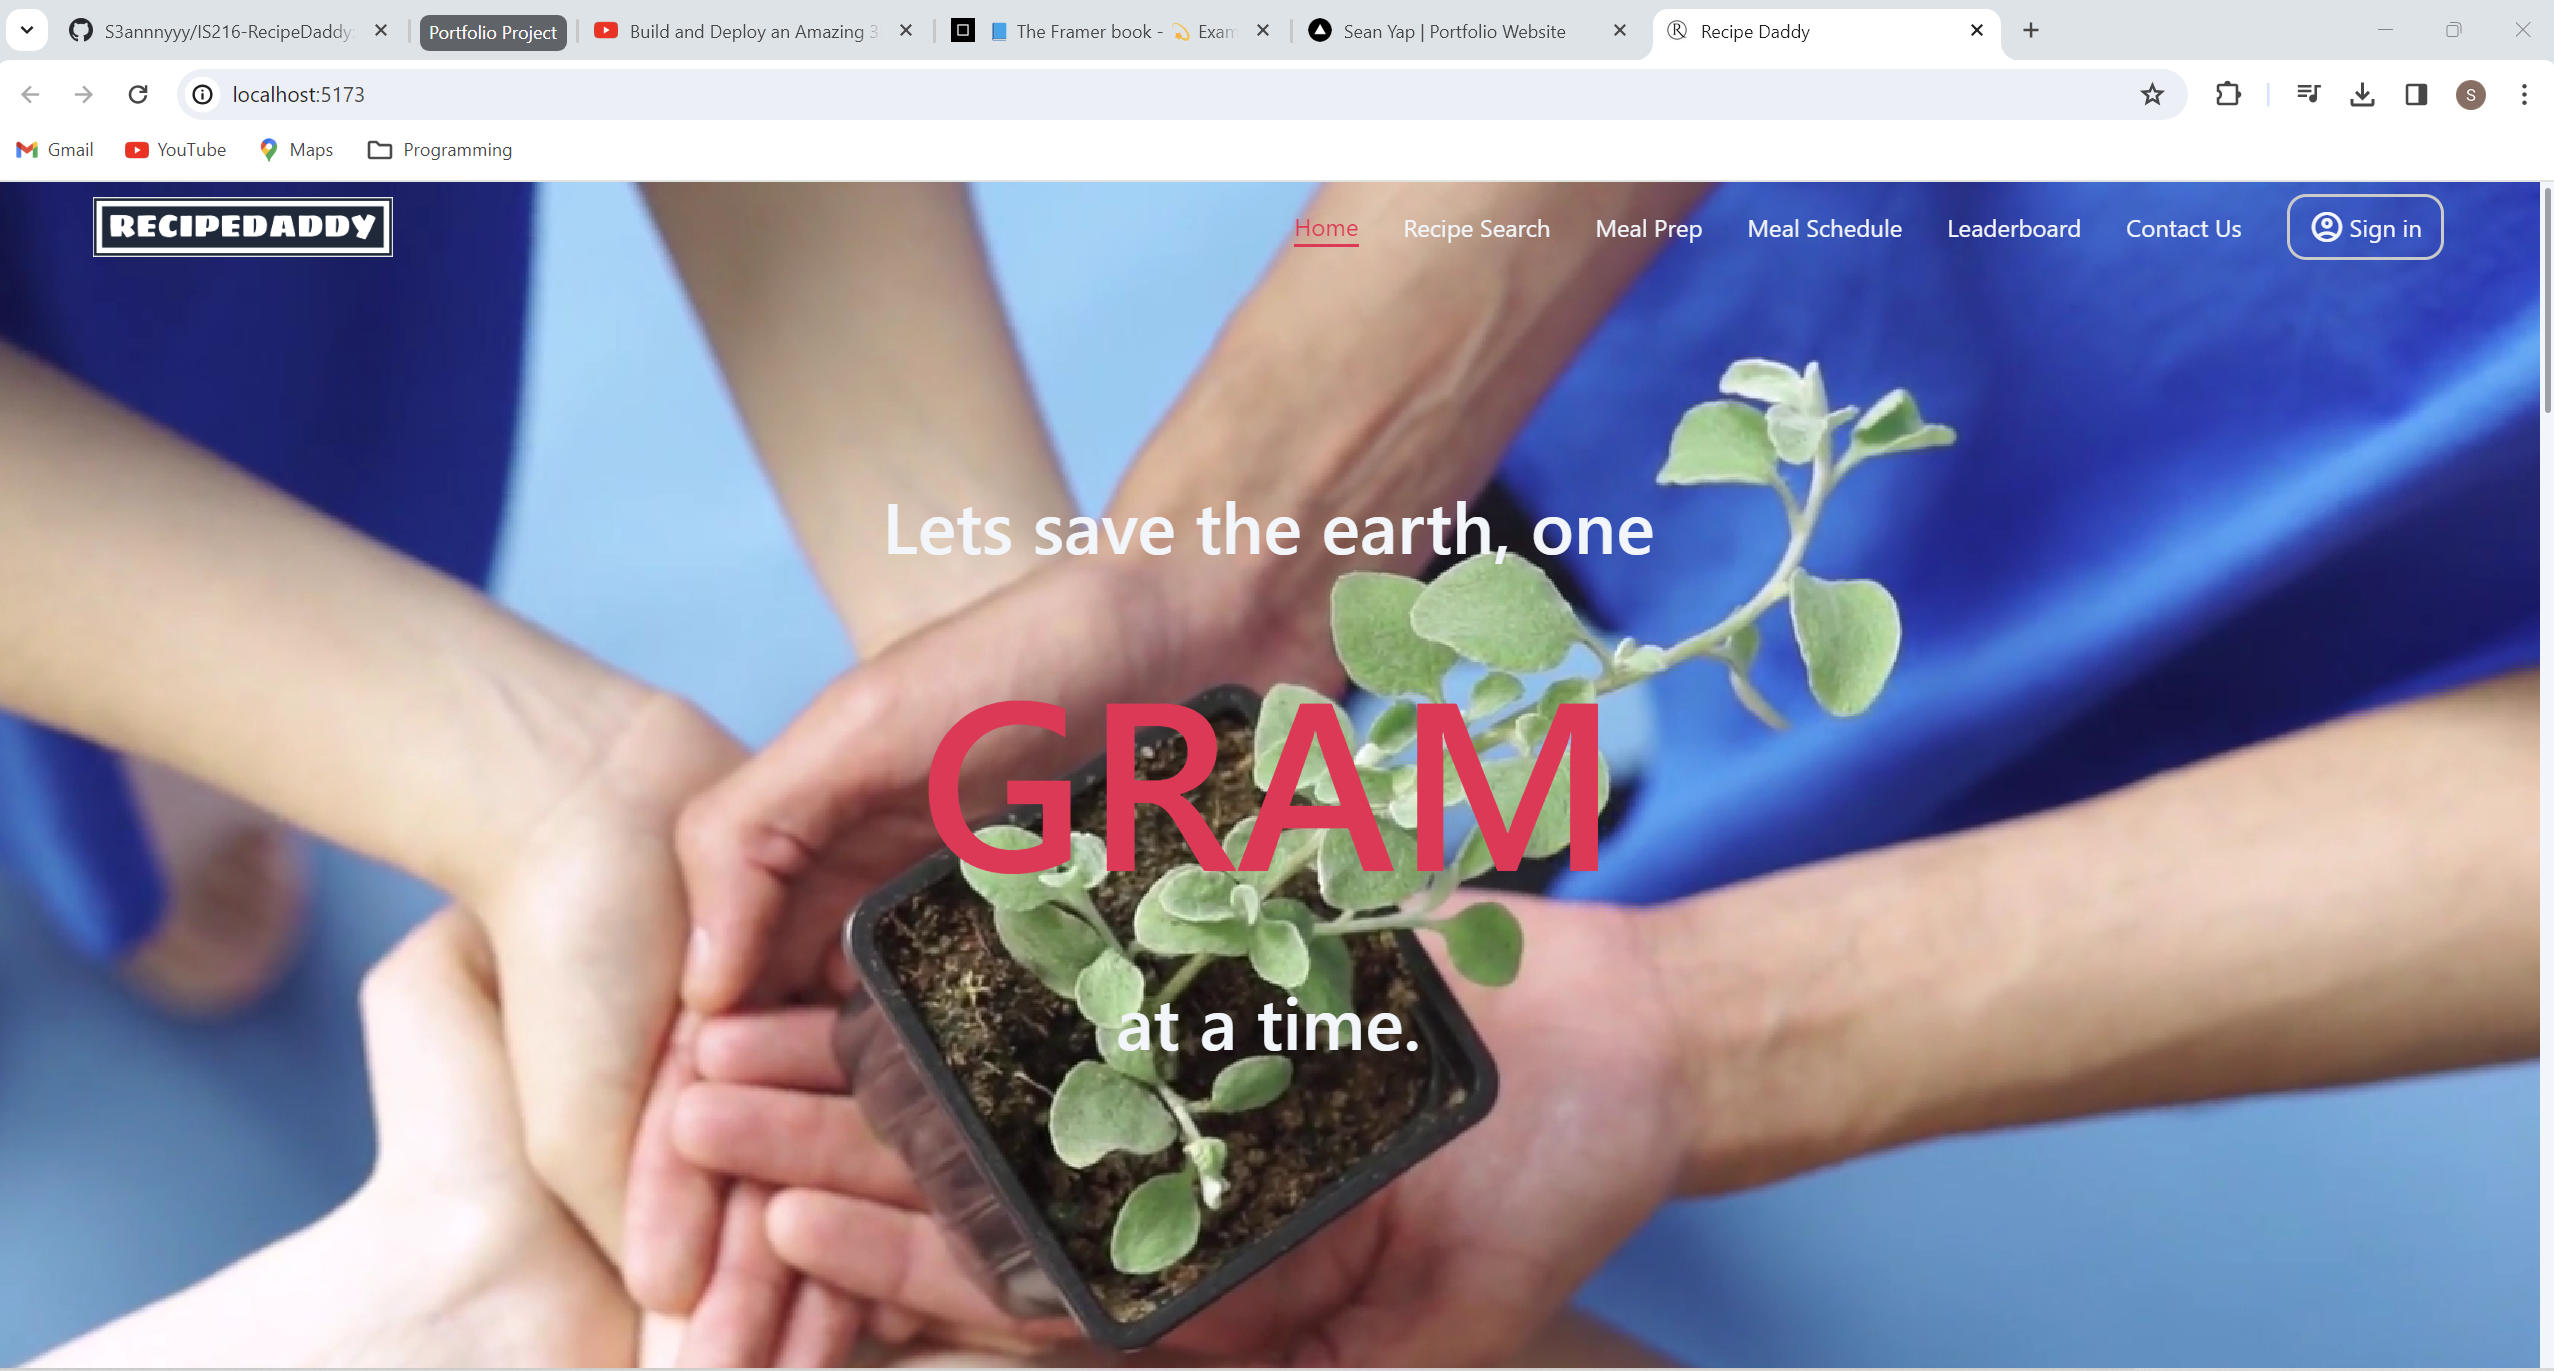 S3annnyyy/IS216-RecipeDaddy:
Portfolio Project
Build and Deploy an Amazing 3
The Framer book - 💫 Exam
Sean Yap | Portfolio Website
Recipe Daddy
localhost:5173
S
Gmail
YouTube
Maps
Programming
RECIPEDADDY
Home
Recipe Search
Meal Prep
Meal Schedule
Leaderboard
Contact Us
Sign in
Lets save the earth, one
GRAM
at a time.